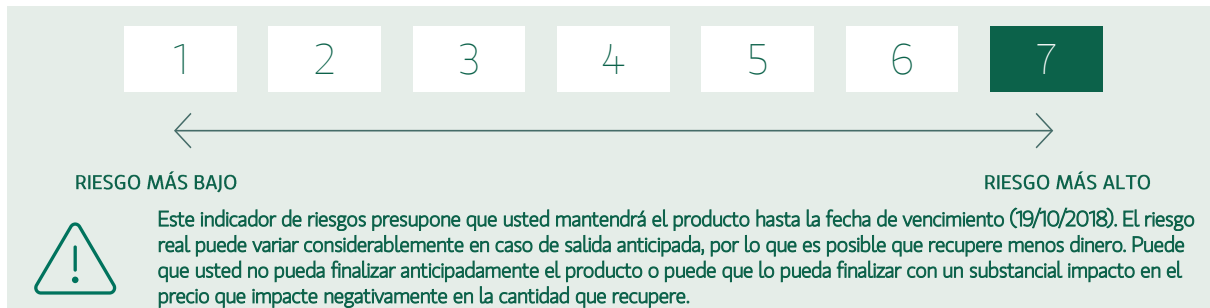 1 2 3 4 5 6 7
RIESGO MÁS BAJO RIESGO MÁS ALTO
Este indicador de riesgos presupone que usted mantendrá el producto hasta la fecha de vencimiento (19/10/2018). El riesgo
real puede variar considerablemente en caso de salida anticipada, por lo que es posible que recupere menos dinero. Puede
que usted no pueda finalizar anticipadamente el producto o puede que lo pueda finalizar con un substancial impacto en el
precio que impacte negativamente en la cantidad que recupere.